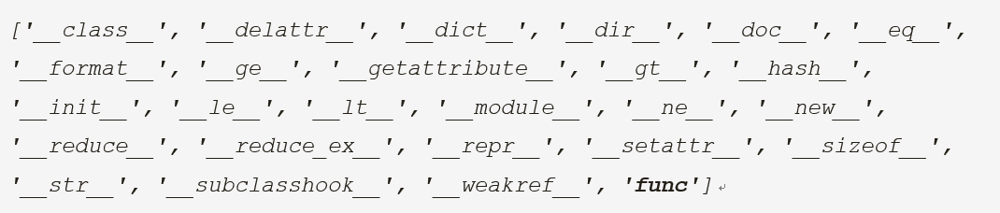 ['__class__', '__delattr__', '__dict__', '__dir__', '__doc__', '__eq__',
'__format__', '__ge__', '__getattribute__', '__gt__', '__hash__',
'__init__', '__le__', '__lt__', '__module__', '__ne__', '__new__',
'__reduce__', '__reduce_ex__', '__repr__', '__setattr__', '__sizeof__',
'__str__', '__subclasshook__', '__weakref__', 'func']